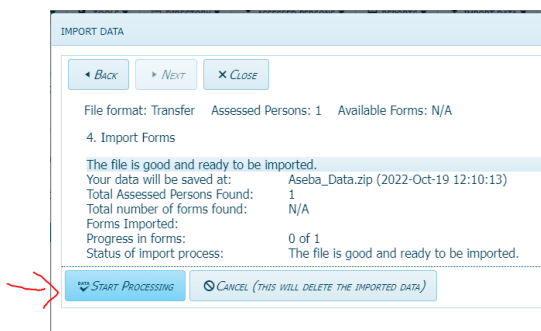 IMPORT DATA
BACK NEXT CLOSE
File format: Transfer Assessed Persons: 1 Available Forms: N/A
4. Import Forms
The file is good and ready to be imported.
Your data will be saved at: Aseba_Data.zip (2022-Oct-19 12:10:13)
Total Assessed Persons Found: 1
Total number of forms found: N/A
Forms Imported:
Progress in forms: 0 of 1
Status of import process: The file is good and ready to be imported.
START PROCESSING CANCEL (THIS WILL DELETE THE IMPORTED DATA)